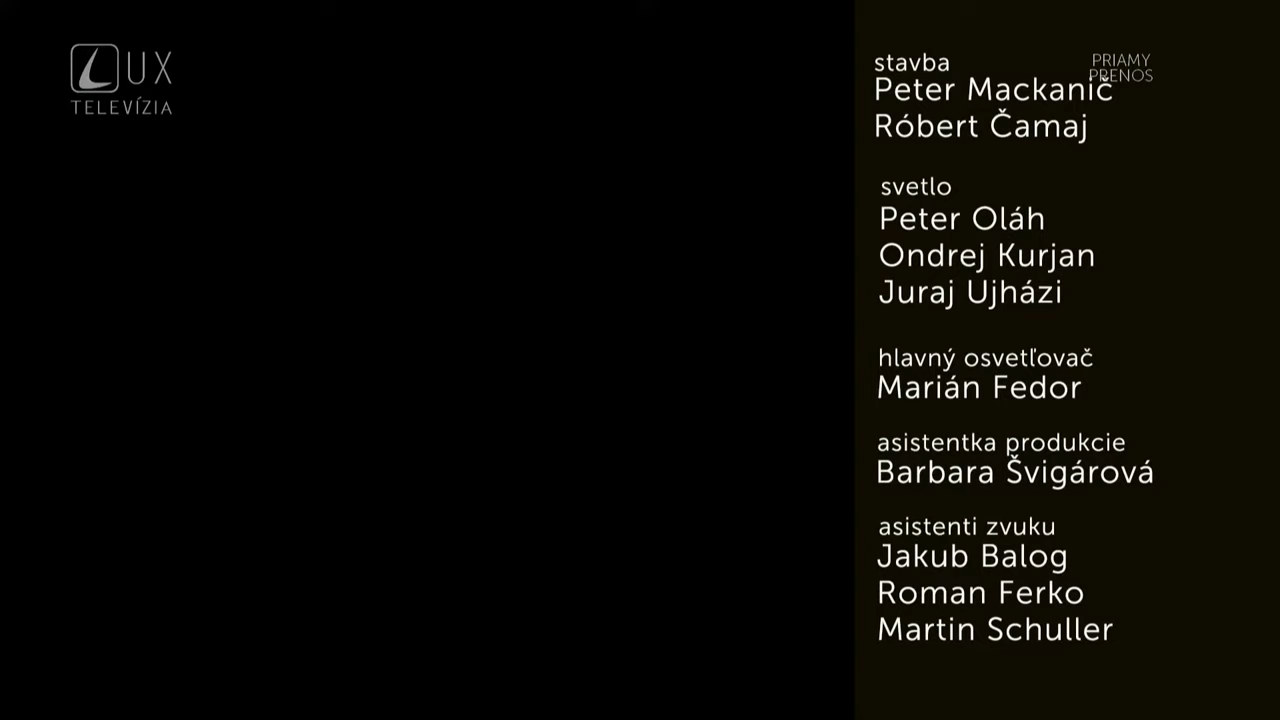 LUX
TELEVÍZIA
PRIAMY
PRENOS
stavba
Peter Mackanič
Róbert Čamaj
svetlo
Peter Oláh
Ondrej Kurjan
Juraj Ujházi
hlavný osvetľovač
Marián Fedor
asistentka produkcie
Barbara Švigárová
asistenti zvuku
Jakub Balog
Roman Ferko
Martin Schuller